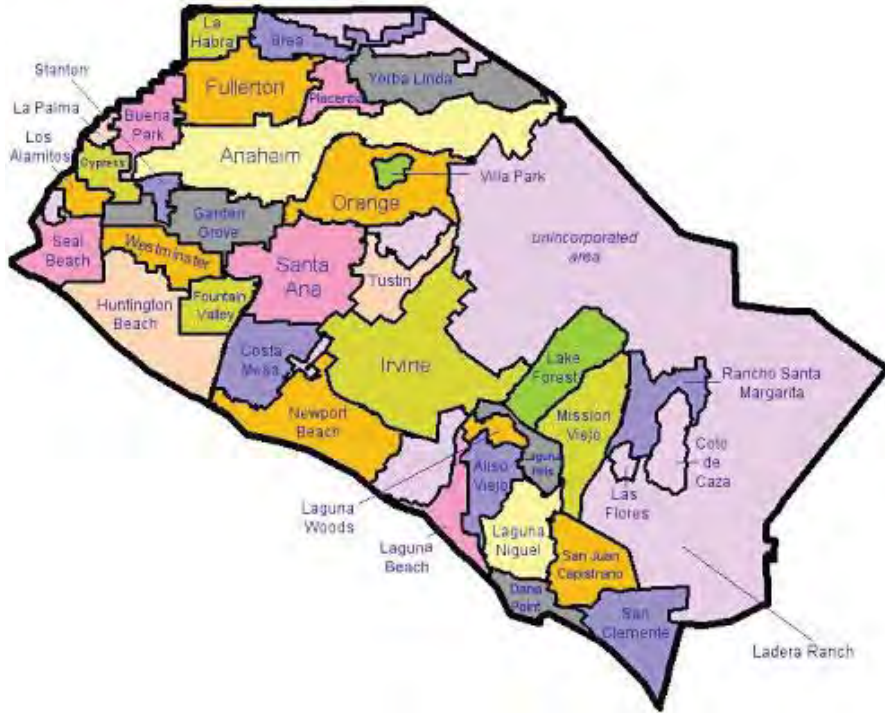 La
Habra
Brea
Stanton
Fullerton
Yorba Linda
Placentia
La Palma
Buena
Park
Los
Alamitos
Cypress
Anaheim
Villa Park
Orange
Garden
Grove
unincorporated
area
Seal
Beach
Westminster
Santa
Ana
Tustin
Huntington
Beach
Fountain
Valley
Costa
Mesa
Irvine
Lake
Forest
Rancho Santa
Margarita
Newport
Beach
Mission
Viejo
Coto
de
Caza
Aliso
Viejo
Laguna
Hills
Las
Flores
Laguna
Woods
Laguna
Beach
Laguna
Niguel
San Juan
Capistrano
Dana
Point
San
Clemente
Ladera Ranch